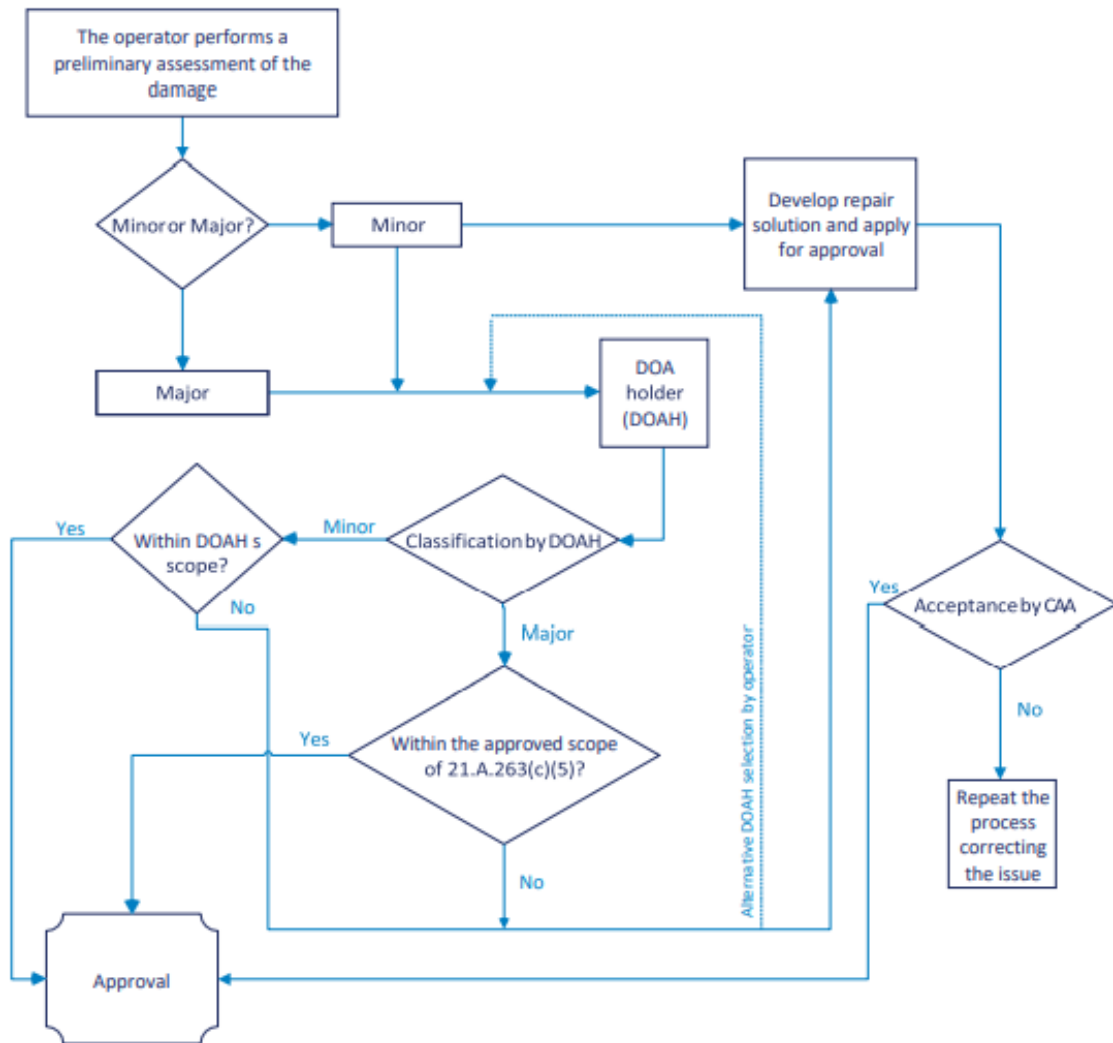 The operator performs a
preliminary assessment of the
damage
Minor or Major?
Minor
Develop repair
solution and apply
for approval
Major
DOA
holder
(DOAH)
Yes
Within DOAH s
scope?
Minor
Classification by DOAH
No
Major
Alternative DOAH selection by operator
Yes
Acceptance by CAA
No
Yes
Within the approved scope
of 21.A.263(c)(5)?
No
Repeat the
process
correcting
the issue
Approval